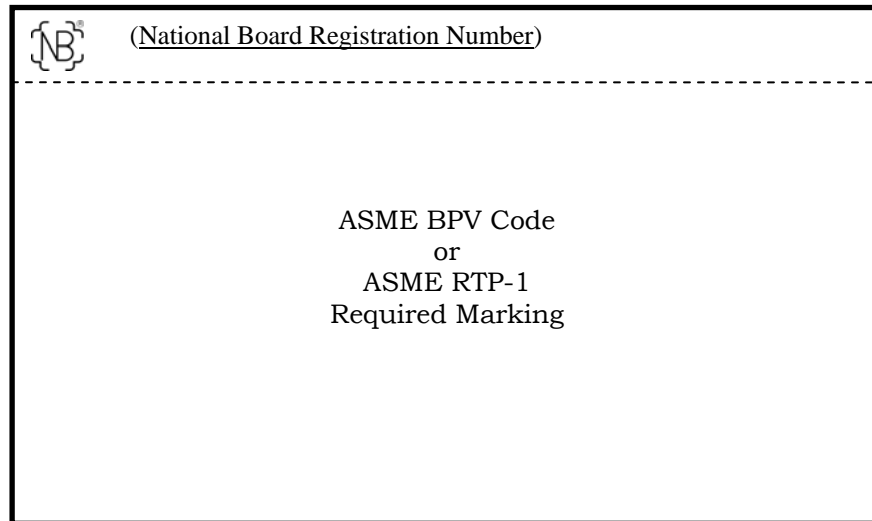 NB® (National Board Registration Number)
ASME BPV Code
or
ASME RTP-1
Required Marking